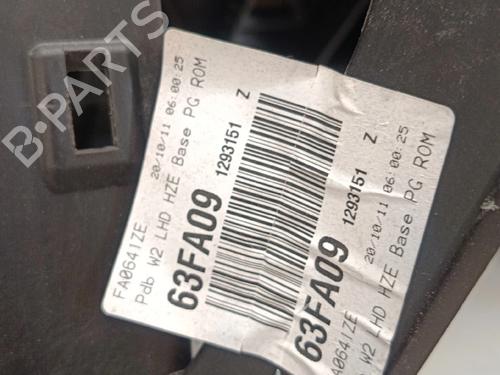 B-PARTS
FA0641ZE
Pdb W2 LHD HZE Base PG ROM
20/10/11 06:00:25
63FA09
1293151 Z
FA0641ZE
W2 LHD HZE Base PG ROM
20/10/11 06:00:25
63FA09
1293151 Z